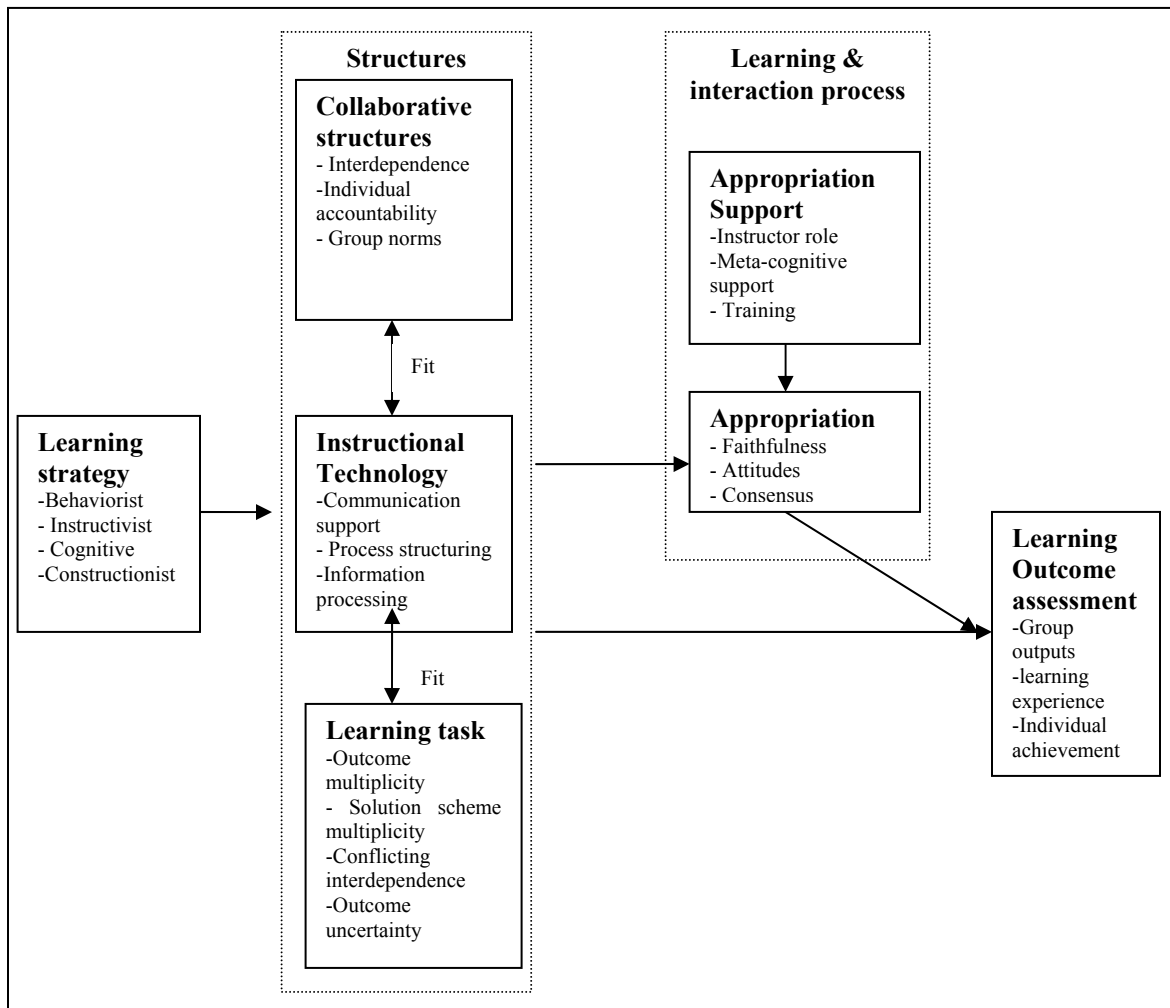 Structures
Collaborative
structures
- Interdependence
-Individual
accountability
- Group norms
Fit
Learning
strategy
-Behaviorist
- Instructivist
- Cognitive
-Constructionist
Instructional
Technology
-Communication
support
- Process structuring
-Information
processing
Fit
Learning task
-Outcome
multiplicity
- Solution scheme
multiplicity
-Conflicting
interdependence
-Outcome
uncertainty
Learning &
interaction process
Appropriation
Support
-Instructor role
-Meta-cognitive
support
- Training
Appropriation
- Faithfulness
- Attitudes
- Consensus
Learning
Outcome
assessment
-Group
outputs
-learning
experience
-Individual
achievement